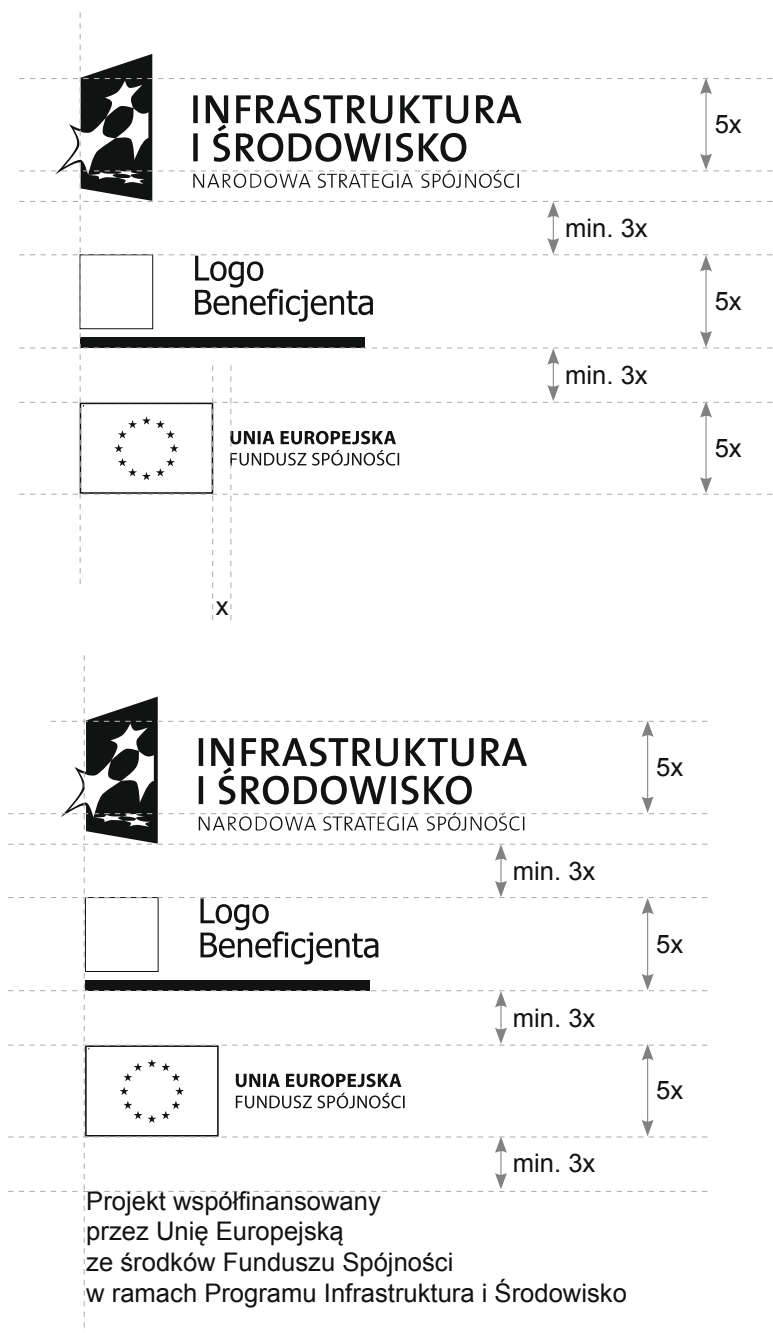 INFRASTRUKTURA
I ŚRODOWISKO
NARODOWA STRATEGIA SPÓJNOŚCI
5x
min. 3x
Logo
Beneficjenta
5x
min. 3x
UNIA EUROPEJSKA
FUNDUSZ SPÓJNOŚCI
5x
x
INFRASTRUKTURA
I ŚRODOWISKO
NARODOWA STRATEGIA SPÓJNOŚCI
5x
min. 3x
Logo
Beneficjenta
5x
min. 3x
UNIA EUROPEJSKA
FUNDUSZ SPÓJNOŚCI
5x
min. 3x
Projekt współfinansowany
przez Unię Europejską
ze środków Funduszu Spójności
w ramach Programu Infrastruktura i Środowisko